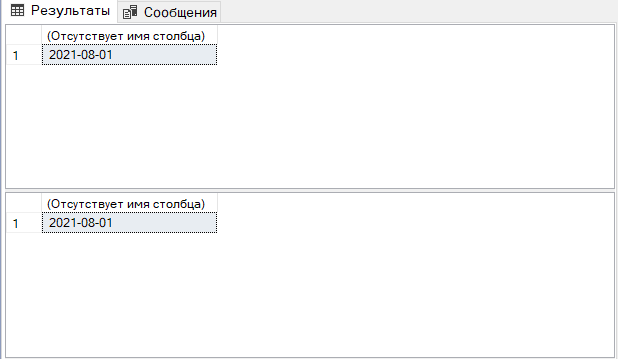 Результаты Сообщения
(Отсутствует имя столбца)
1 2021-08-01
(Отсутствует имя столбца)
1 2021-08-01